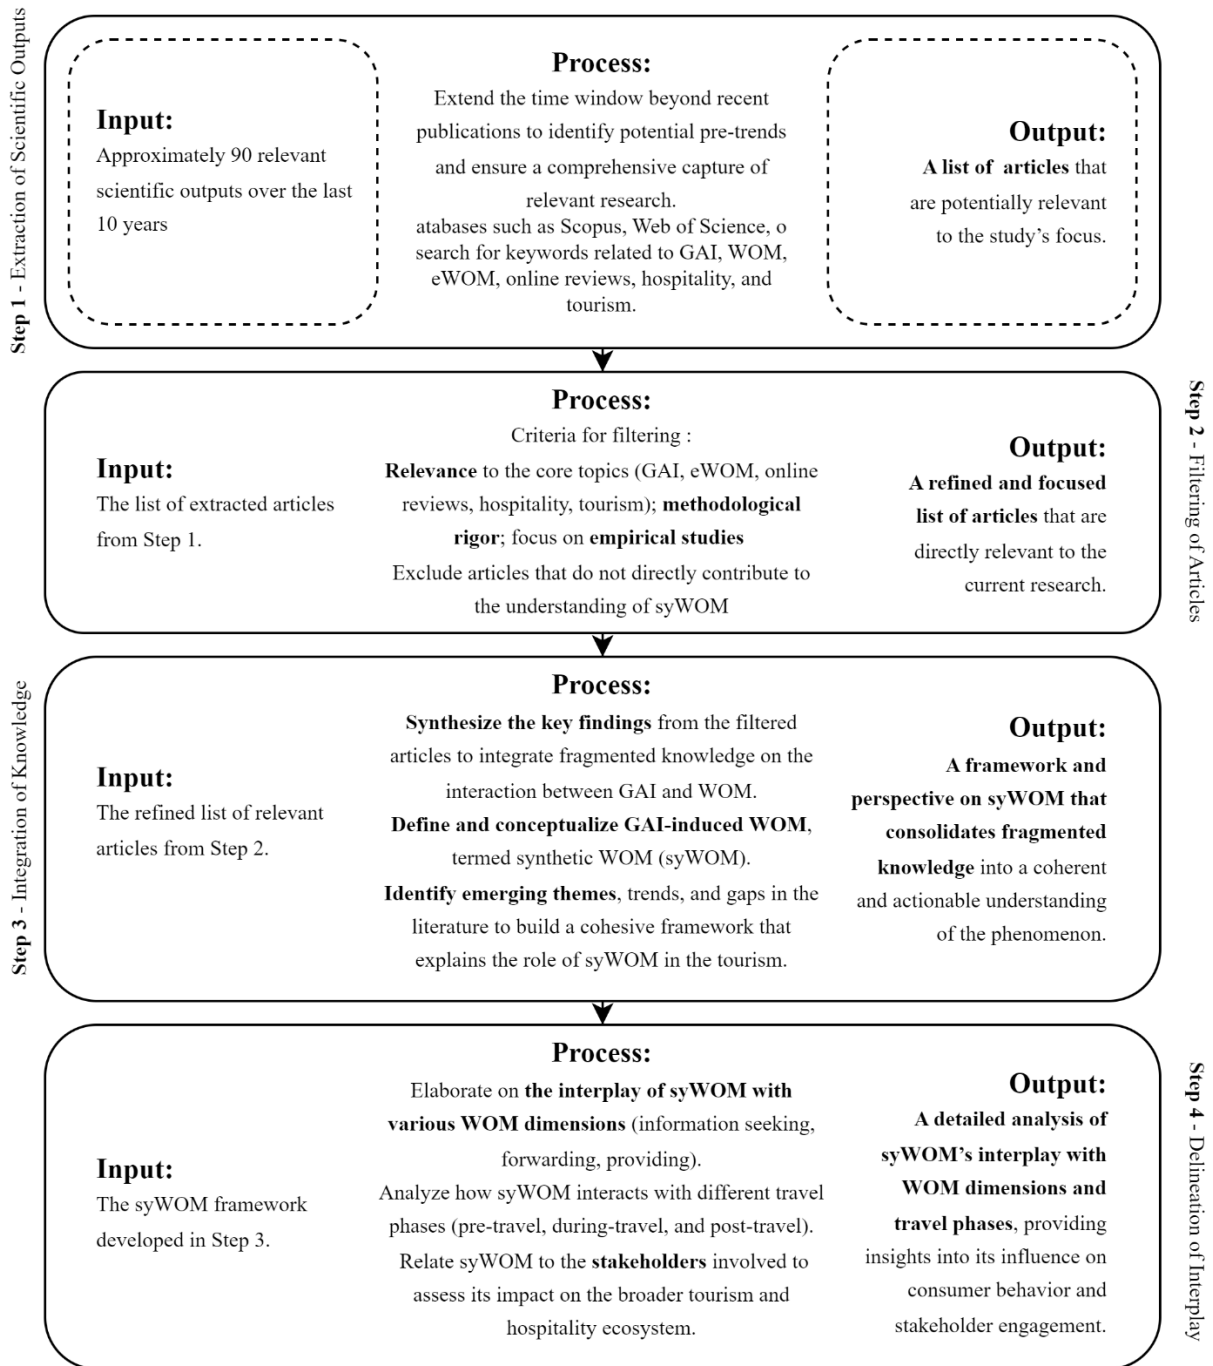 Step 1 - Extraction of Scientific Outputs
Input:
Approximately 90 relevant
scientific outputs over the last
10 years
Process:
Extend the time window beyond recent
publications to identify potential pre-trends
and ensure a comprehensive capture of
relevant research.
atabases such as Scopus, Web of Science, o
search for keywords related to GAI, WOM,
eWOM, online reviews, hospitality, and
tourism.
Output:
A list of articles that
are potentially relevant
to the study's focus.
Step 2 - Filtering of Articles
Input:
The list of extracted articles
from Step 1.
Process:
Criteria for filtering :
Relevance to the core topics (GAI, eWOM, online
reviews, hospitality, tourism); methodological
rigor; focus on empirical studies
Exclude articles that do not directly contribute to
the understanding of syWOM
Output:
A refined and focused
list of articles that are
directly relevant to the
current research.
Step 3 - Integration of Knowledge
Input:
The refined list of relevant
articles from Step 2.
Process:
Synthesize the key findings from the filtered
articles to integrate fragmented knowledge on the
interaction between GAI and WOM.
Define and conceptualize GAI-induced WOM,
termed synthetic WOM (syWOM).
Identify emerging themes, trends, and gaps in the
literature to build a cohesive framework that
explains the role of syWOM in the tourism.
Output:
A framework and
perspective on syWOM that
consolidates fragmented
knowledge into a coherent
and actionable understanding
of the phenomenon.
Step 4 - Delineation of Interplay
Input:
The syWOM framework
developed in Step 3.
Process:
Elaborate on the interplay of syWOM with
various WOM dimensions (information seeking,
forwarding, providing).
Analyze how syWOM interacts with different travel
phases (pre-travel, during-travel, and post-travel).
Relate syWOM to the stakeholders involved to
assess its impact on the broader tourism and
hospitality ecosystem.
Output:
A detailed analysis of
syWOM's interplay with
WOM dimensions and
travel phases, providing
insights into its influence on
consumer behavior and
stakeholder engagement.